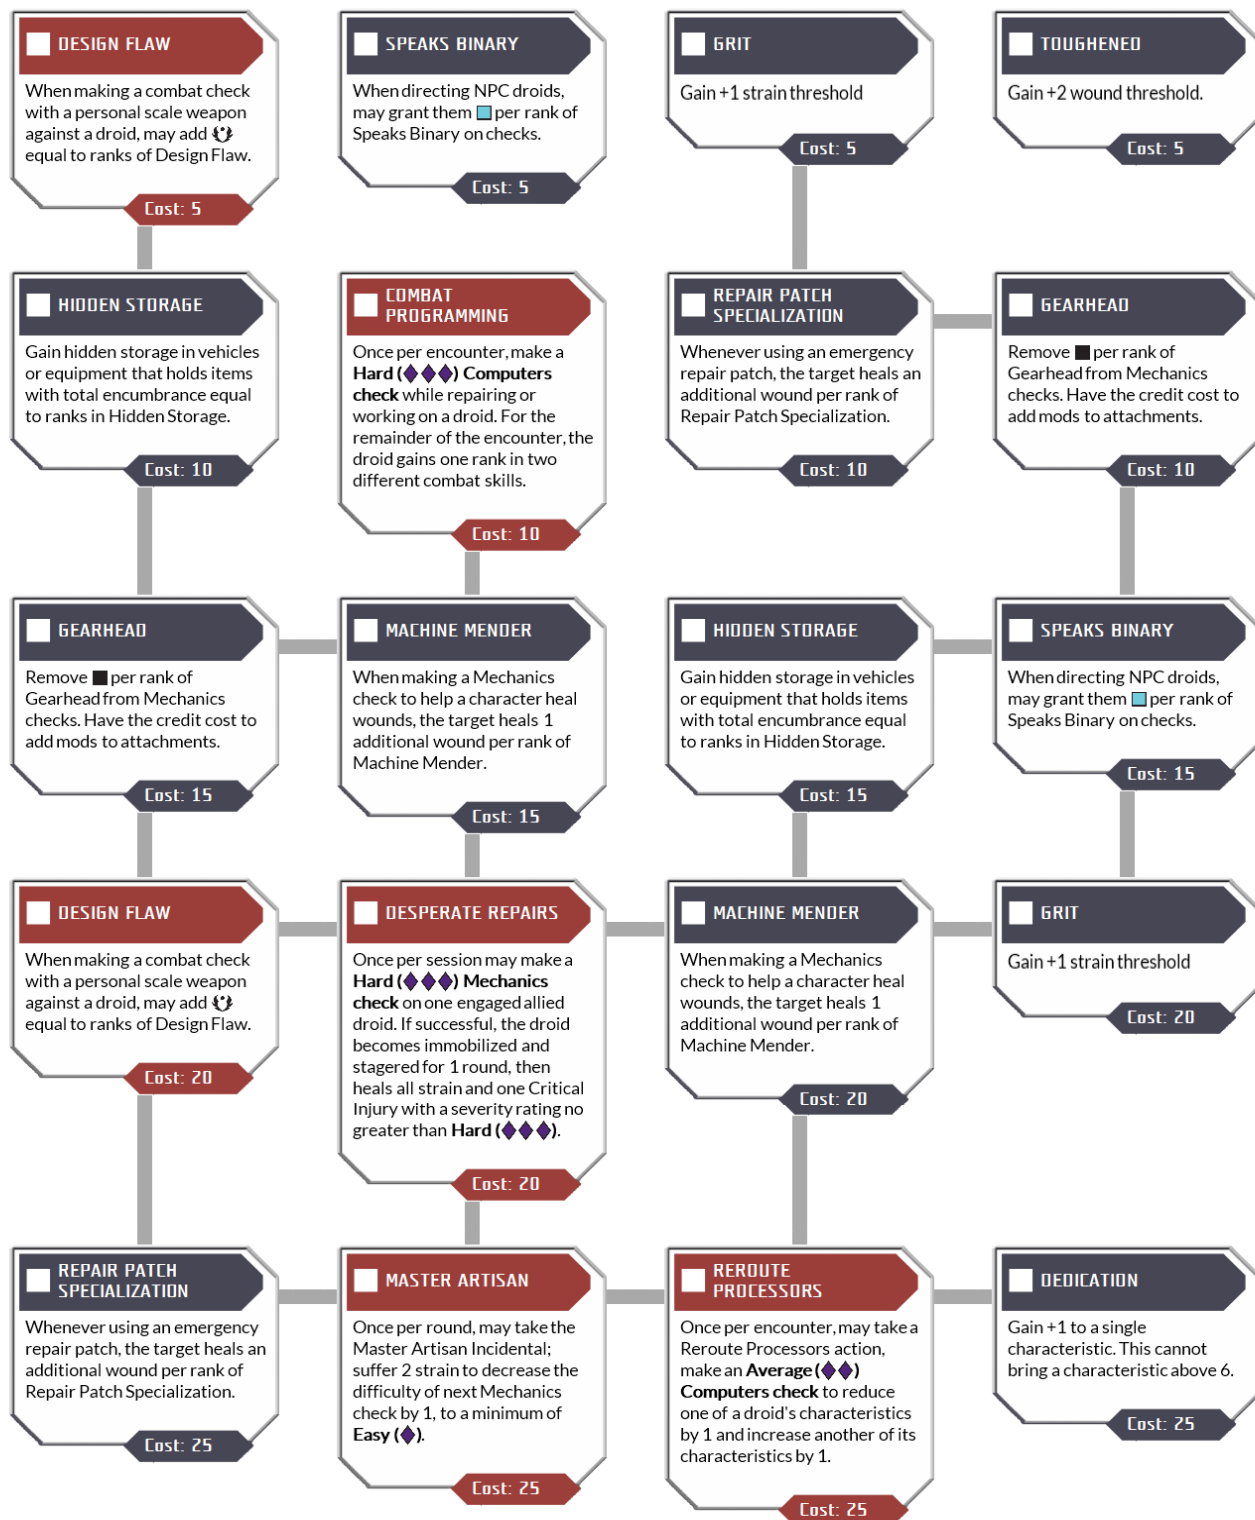 DESIGN FLAW
When making a combat check
with a personal scale weapon
against a droid, may add
equal to ranks of Design Flaw.
Cost: 5
SPEAKS BINARY
When directing NPC droids,
may grant them per rank of
Speaks Binary on checks.
Cost: 5
GRIT
Gain +1 strain threshold
Cost: 5
TOUGHENED
Gain +2 wound threshold.
Cost: 5
HIDDEN STORAGE
Gain hidden storage in vehicles
or equipment that holds items
with total encumbrance equal
to ranks in Hidden Storage.
Cost: 10
COMBAT
PROGRAMMING
Once per encounter, make a
Hard (◆◆◆) Computers
check while repairing or
working on a droid. For the
remainder of the encounter, the
droid gains one rank in two
different combat skills.
Cost: 10
REPAIR PATCH
SPECIALIZATION
Whenever using an emergency
repair patch, the target heals an
additional wound per rank of
Repair Patch Specialization.
Cost: 10
GEARHEAD
Remove ■ per rank of
Gearhead from Mechanics
checks. Have the credit cost to
add mods to attachments.
Cost: 10
GEARHEAD
Remove ■ per rank of
Gearhead from Mechanics
checks. Have the credit cost to
add mods to attachments.
Cost: 15
MACHINE MENDER
When making a Mechanics
check to help a character heal
wounds, the target heals 1
additional wound per rank of
Machine Mender.
Cost: 15
HIDDEN STORAGE
Gain hidden storage in vehicles
or equipment that holds items
with total encumbrance equal
to ranks in Hidden Storage.
Cost: 15
SPEAKS BINARY
When directing NPC droids,
may grant them per rank of
Speaks Binary on checks.
Cost: 15
DESIGN FLAW
When making a combat check
with a personal scale weapon
against a droid, may add
equal to ranks of Design Flaw.
Cost: 20
DESPERATE REPAIRS
Once per session may make a
Hard (◆◆◆) Mechanics
check on one engaged allied
droid. If successful, the droid
becomes immobilized and
stagered for 1 round, then
heals all strain and one Critical
Injury with a severity rating no
greater than Hard (◆◆◆).
Cost: 20
MACHINE MENDER
When making a Mechanics
check to help a character heal
wounds, the target heals 1
additional wound per rank of
Machine Mender.
Cost: 20
GRIT
Gain +1 strain threshold
Cost: 20
REPAIR PATCH
SPECIALIZATION
Whenever using an emergency
repair patch, the target heals an
additional wound per rank of
Repair Patch Specialization.
Cost: 25
MASTER ARTISAN
Once per round, may take the
Master Artisan Incidental;
suffer 2 strain to decrease the
difficulty of next Mechanics
check by 1, to a minimum of
Easy (◆).
Cost: 25
REROUTE
PROCESSORS
Once per encounter, may take a
Reroute Processors action,
make an Average (◆◆)
Computers check to reduce
one of a droid's characteristics
by 1 and increase another of its
characteristics by 1.
Cost: 25
DEDICATION
Gain +1 to a single
characteristic. This cannot
bring a characteristic above 6.
Cost: 25